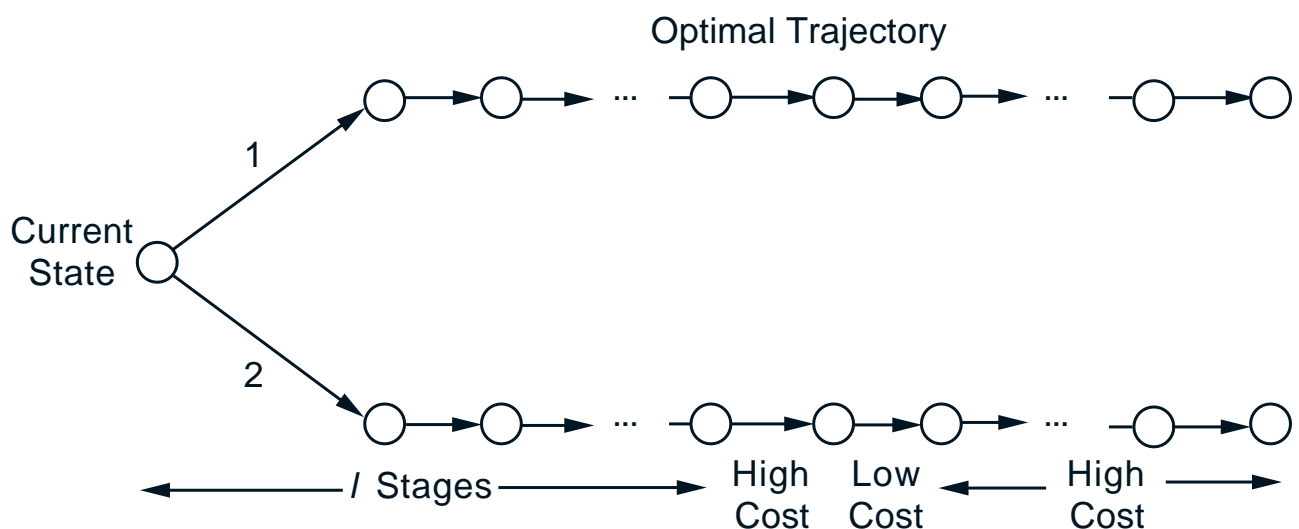 Optimal Trajectory
...
...
1
Current
State
2
...
...
l Stages
High
Cost
Low
Cost
High
Cost